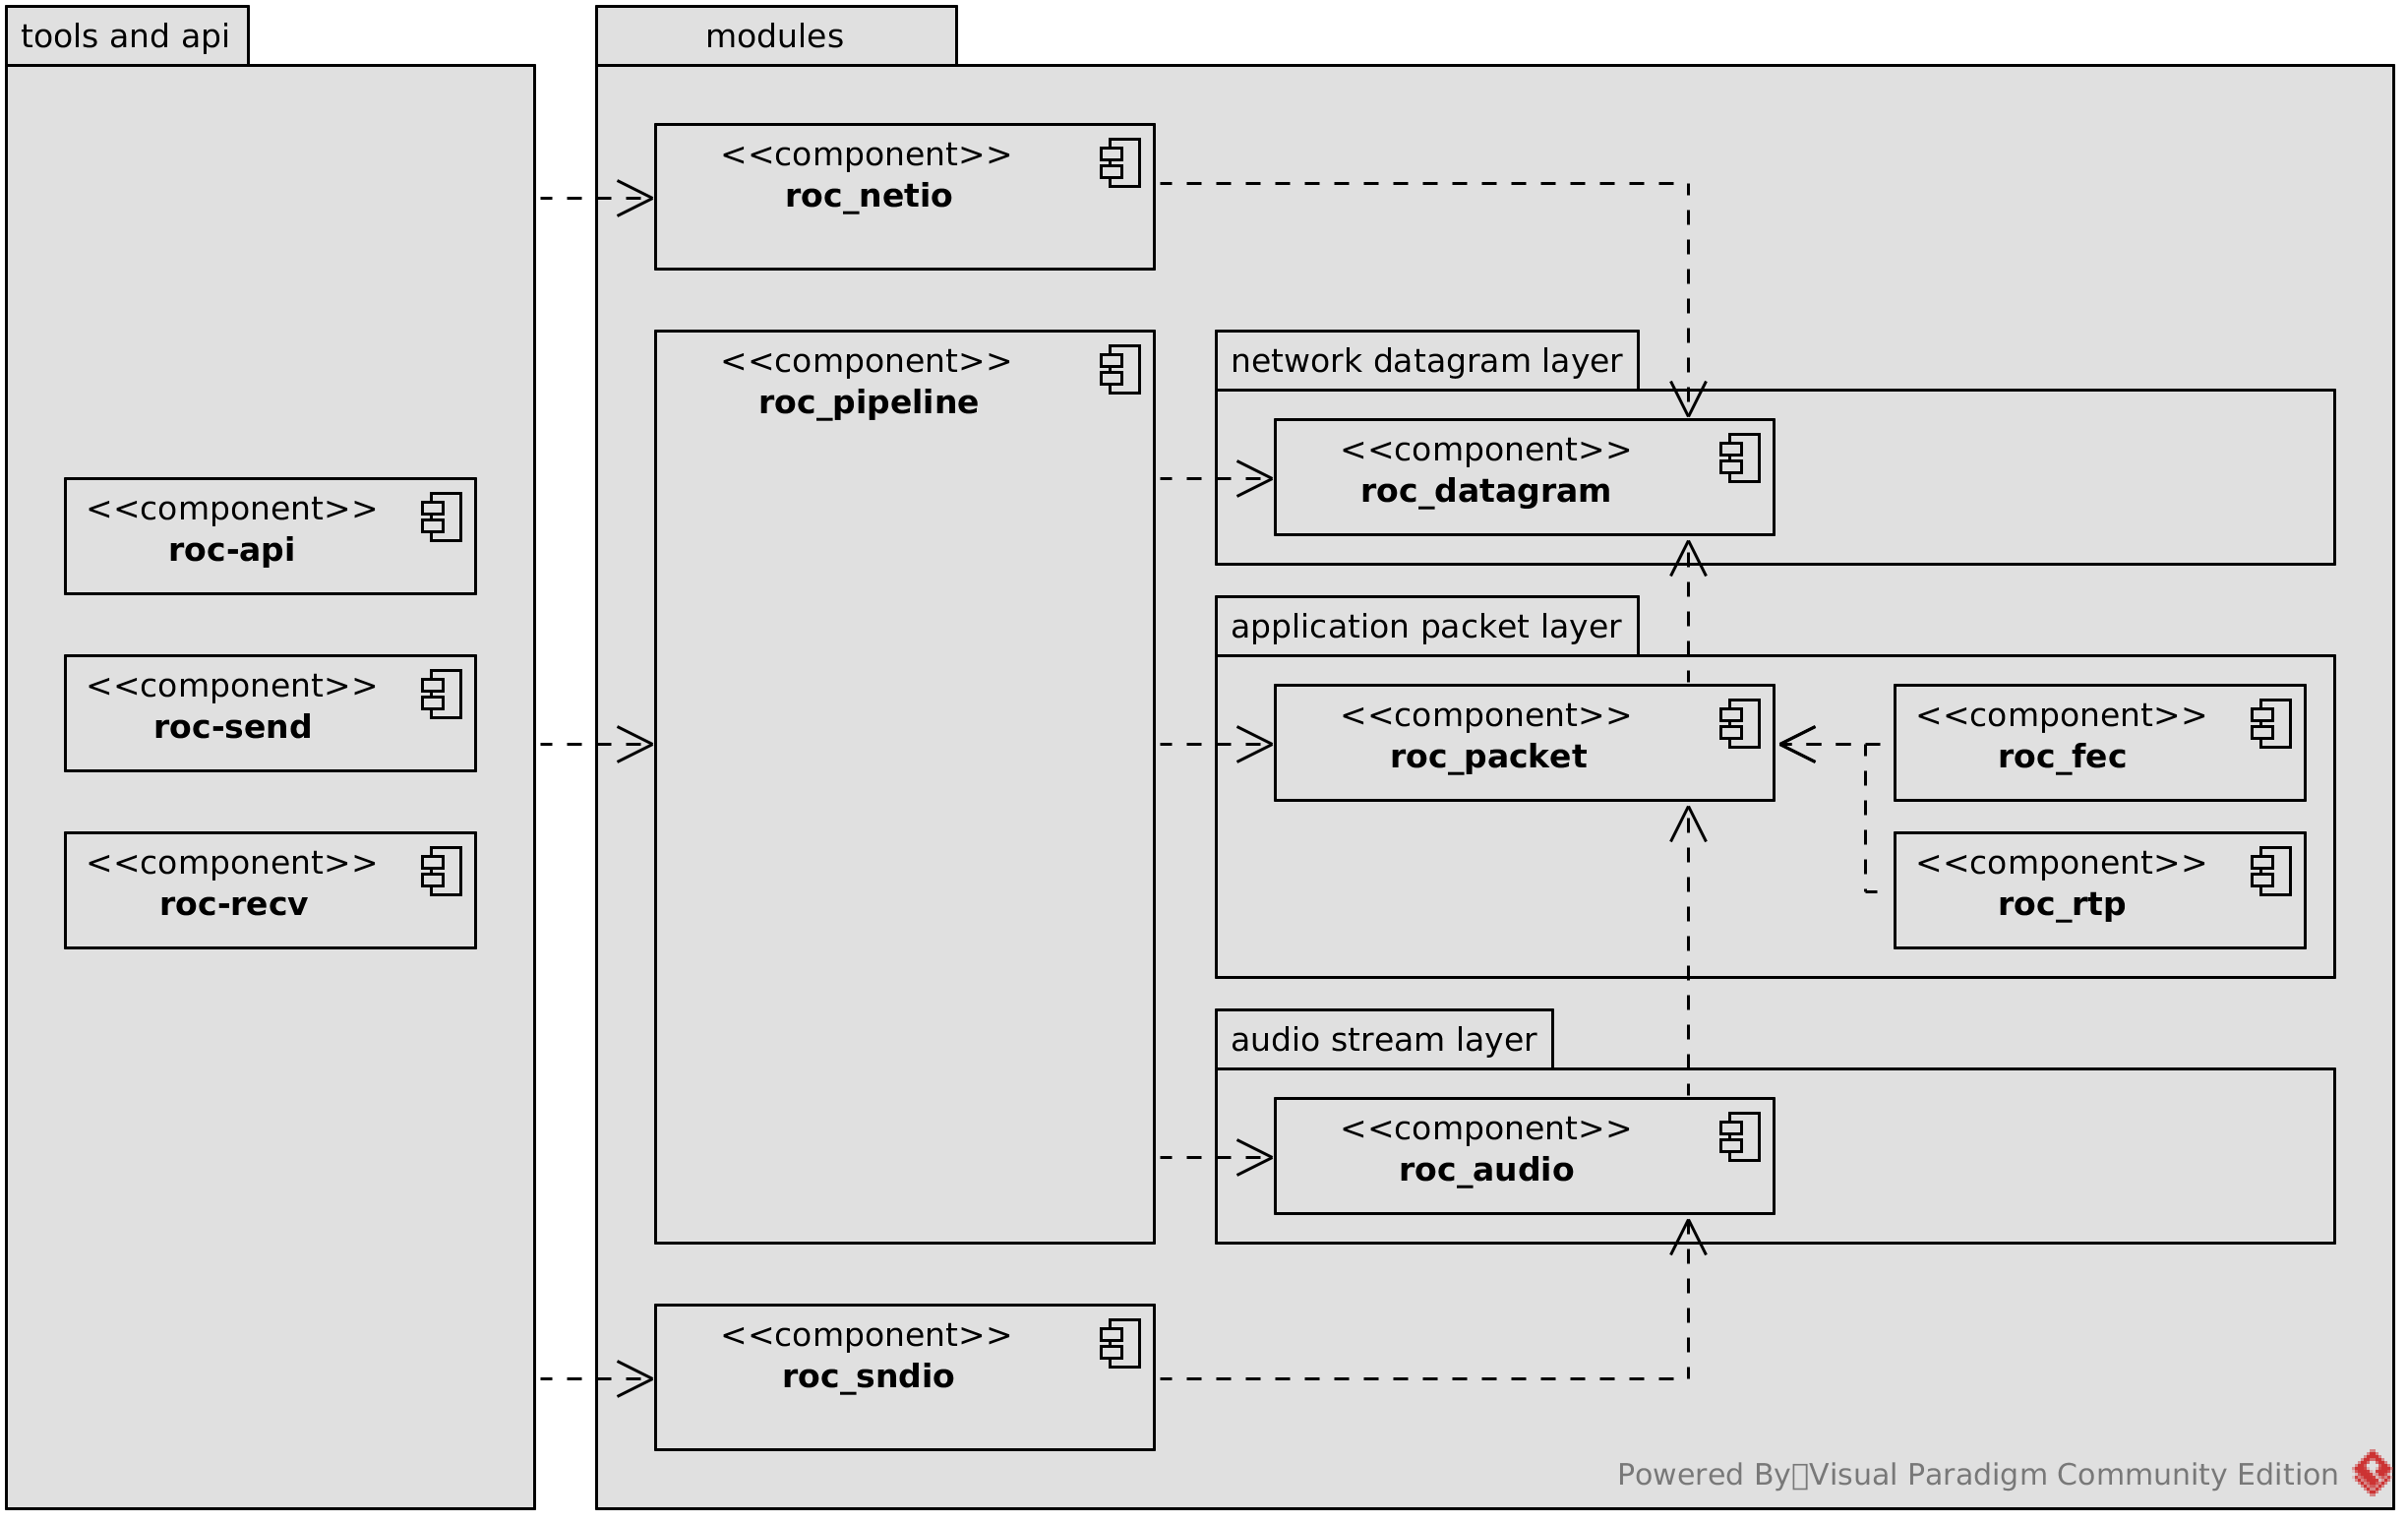 tools and api
<<component>>
roc-api
<<component>>
roc-send
<<component>>
roc-recv
modules
<<component>>
roc_netio
<<component>>
roc_pipeline
network datagram layer
<<component>>
roc_datagram
application packet layer
<<component>>
roc_packet
<<component>>
roc_fec
<<component>>
roc_rtp
audio stream layer
<<component>>
roc_audio
<<component>>
roc_sndio
Powered By▯Visual Paradigm Community Edition